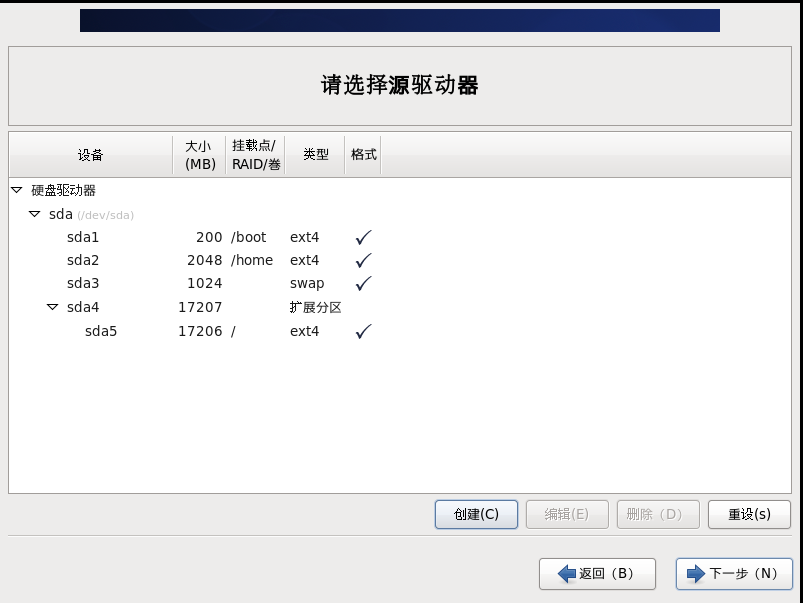 请选择源驱动器
设备 大小 (MB) 挂载点/ RAID/卷 类型 格式
硬盘驱动器
sda (/dev/sda)
sda1 200 /boot ext4
sda2 2048 /home ext4
sda3 1024 swap
sda4 17207 扩展分区
sda5 17206 / ext4
创建(C) 编辑(E) 删除（D） 重设(s)
返回（B） 下一步（N）